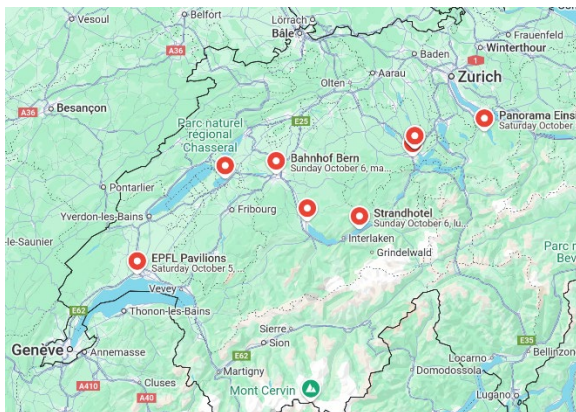 Vesoul
Belfort
Lörrach
Bâle
Frauenfeld
Baden
Winterthour
A36
1
Aarau
Zurich
Olten
A36
Besançon
Panorama Einsi
Saturday October
Parc naturel
régional
Chasseral
E25
Bahnhof Bern
Sunday October 6, ma...
Pontarlier
Yverdon-les-Bains
Fribourg
Strandhotel
Sunday October 6, lu...
-le-Saunier
Interlaken
Grindelwald
Parc n
Bev
EPFL Pavilions
Saturday October 5, ...
Vevey
E62
Thonon-les-Bains
Sierre
Sion
Genève
Annemasse
E62
E35
Locarno
Bellinzon
Martigny
Domodossola
Cluses
A410
A40
Mont Cervin
Lugano